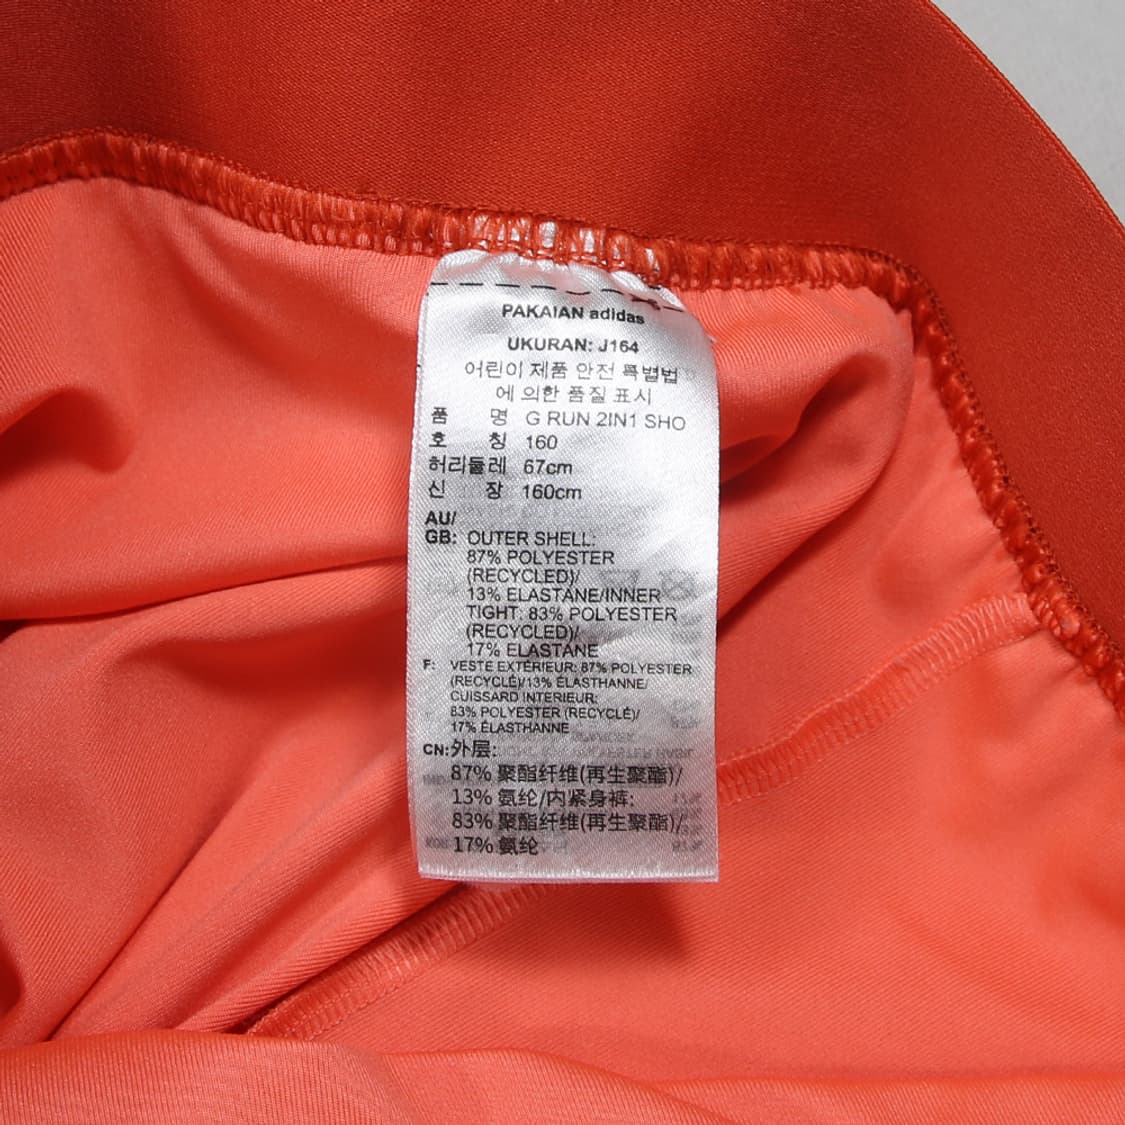 PAKAIAN adidas
UKURAN: J164
어린이 제품 안전 특별법
에 의한 품질 표시
품 명 G RUN 2IN1 SHO
호 칭 160
허리둘레 67cm
신 장 160cm
AU/
GB: OUTER SHELL:
87% POLYESTER
(RECYCLED)/
13% ELASTANE/INNER
TIGHT: 83% POLYESTER
(RECYCLED)/
17% ELASTANE
F: VESTE EXTÉRIEUR: 87% POLYESTER
(RECYCLÉ)/13% ÉLASTHANNE/
CUISSARD INTERIEUR:
83% POLYESTER (RECYCLÉ)/
17% ÉLASTHANNE
CN:外层:
87% 聚酯纤维(再生聚酯)/
13% 氨纶/内紧身裤:
83% 聚酯纤维(再生聚酯)/
17% 氨纶